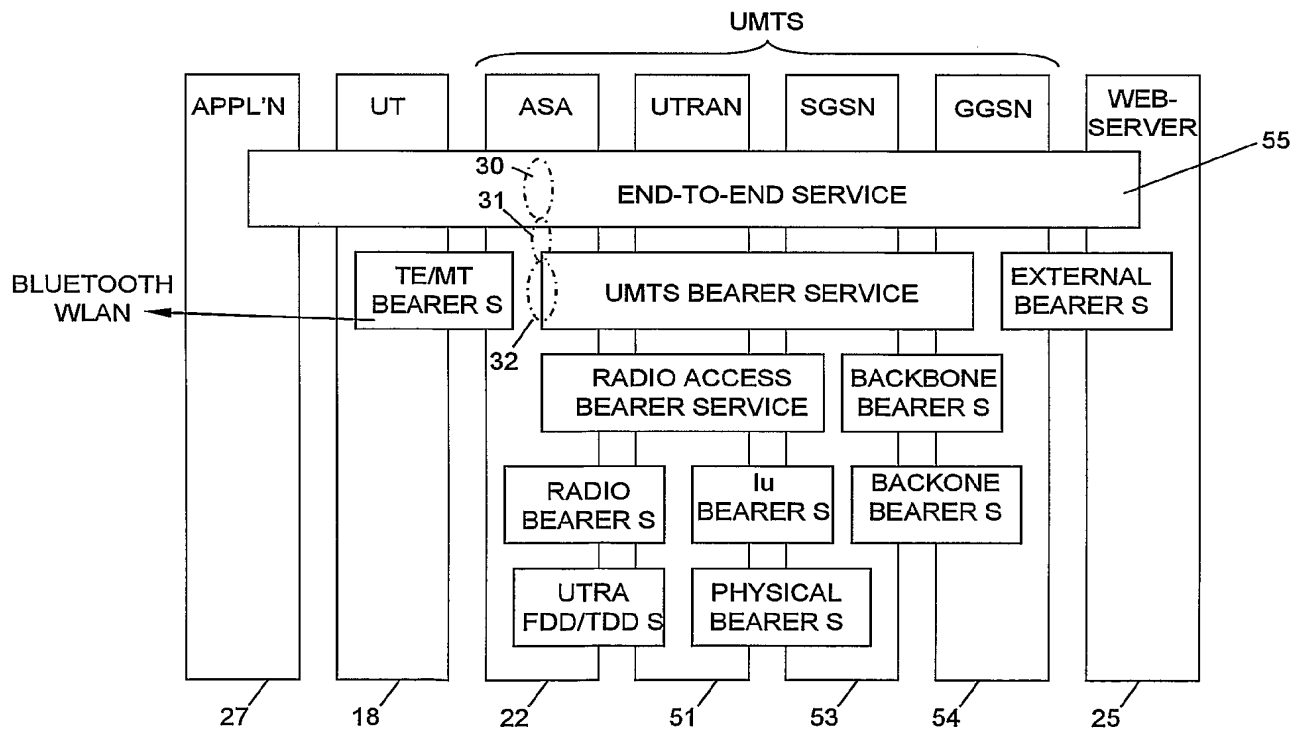 UMTS
APPL'N
UT
ASA
UTRAN
SGSN
GGSN
WEB-
SERVER
55
30
END-TO-END SERVICE
31
BLUETOOTH
WLAN
TE/MT
BEARER S
UMTS BEARER SERVICE
EXTERNAL
BEARER S
32
RADIO ACCESS
BEARER SERVICE
BACKBONE
BEARER S
RADIO
BEARER S
Iu
BEARER S
BACKONE
BEARER S
UTRA
FDD/TDD S
PHYSICAL
BEARER S
27
18
22
51
53
54
25